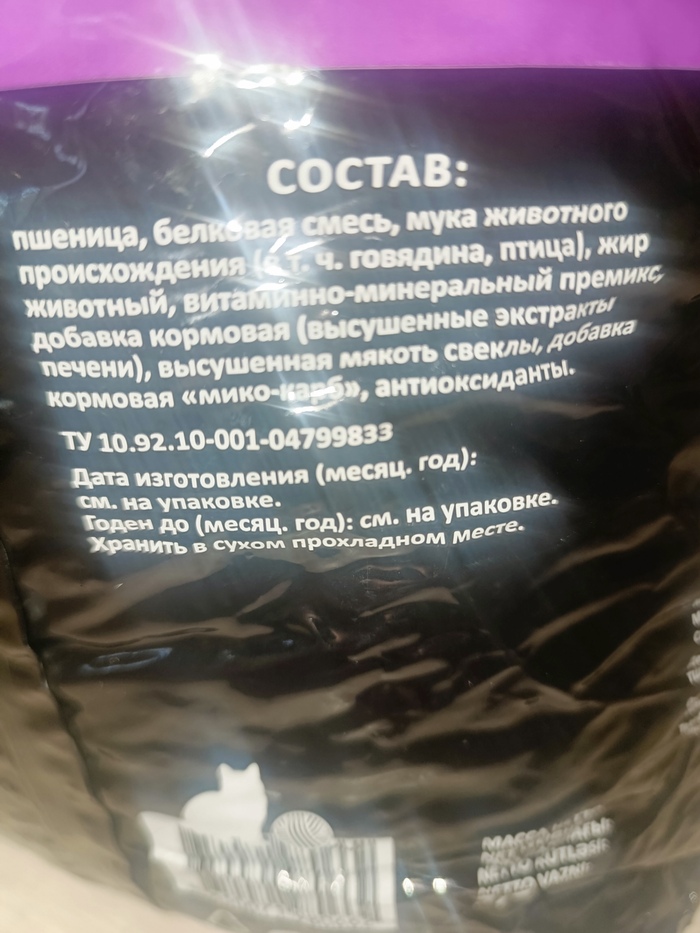 СОСТАВ:
пшеница, белковая смесь, мука животного
происхождения (в т. ч. говядина, птица), жир
животный, витаминно-минеральный премикс,
добавка кормовая (высушенные экстракты
печени), высушенная мякоть свеклы, добавка
кормовая «мико-карб», антиоксиданты.
ТУ 10.92.10-001-04799833
Дата изготовления (месяц. год):
см. на упаковке.
Годен до (месяц. год): см. на упаковке.
Хранить в сухом прохладном месте.